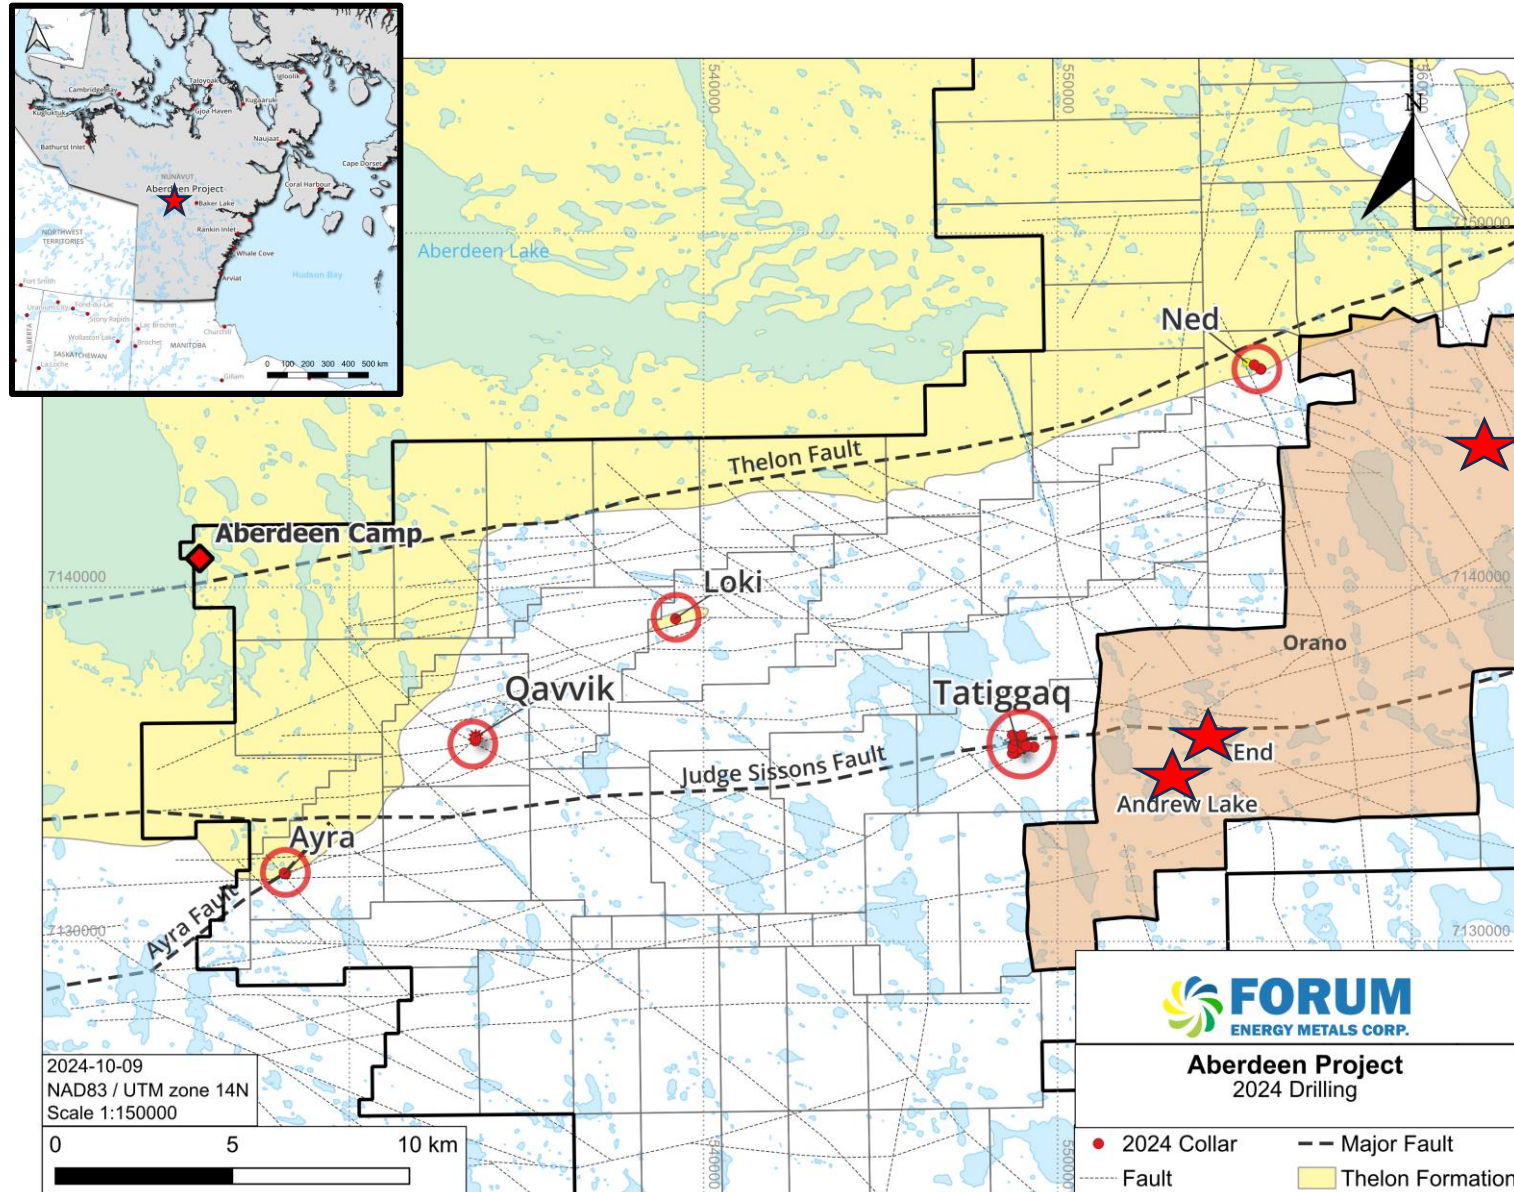 Cambridge Bay
Taloyoak
Igloolik
Kugluktuk
Gjoa Haven
Kugaaruk
Bathurst Inlet
Naujaat
Cape Dorset
NUNAVUT
Aberdeen Project
Coral Harbour
Baker Lake
Rankin Inlet
NORTHWEST
TERRITORIES
Whale Cove
Hudson Bay
Arviat
Fort Smith
Uranium City
Fond-du-Lac
Stony Rapids
Lac Brochet
Churchill
Wollaston Lake
Brochet
MANITOBA
ALBERTA
SASKATCHEWAN
La Loche
Gillam
0 100 200 300 400 500 km
540000
550000
560000
N
7150000
Aberdeen Lake
Ned
Thelon Fault
Aberdeen Camp
7140000
7140000
Loki
Orano
Qavvik
Tatiggaq
Judge Sissons Fault
End
Andrew Lake
Ayra
Ayra Fault
7130000
7130000
FORUM
ENERGY METALS CORP.
Aberdeen Project
2024 Drilling
2024-10-09
NAD83 / UTM zone 14N
Scale 1:150000
0 5 10 km
540000
550000
2024 Collar
Major Fault
Fault
Thelon Formation